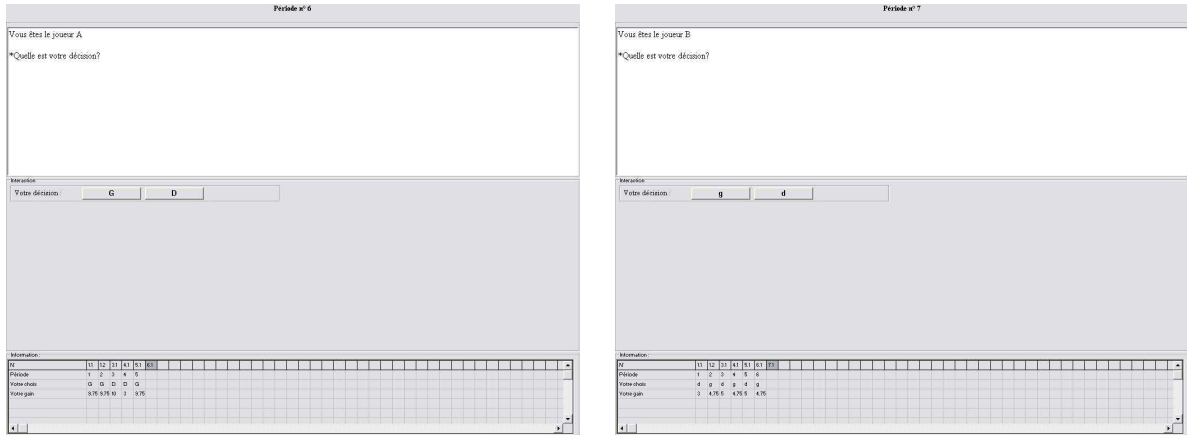 Période n° 6
Vous êtes le joueur A
*Quelle est votre décision?
Interaction
Votre décision :
G
D
Information :
N°
1.1 1.2 3.1 4.1 5.1 6.1
Période 1 2 3 4 5
Votre choix G G D D G
Votre gain 9.75 9.75 10 3 9.75
Période n° 7
Vous êtes le joueur B
*Quelle est votre décision?
Interaction
Votre décision :
g
d
Information :
N°
1.1 1.2 3.1 4.1 5.1 6.1 7.1
Période 1 2 3 4 5 6
Votre choix d g d g d g
Votre gain 3 4.75 5 4.75 5 4.75